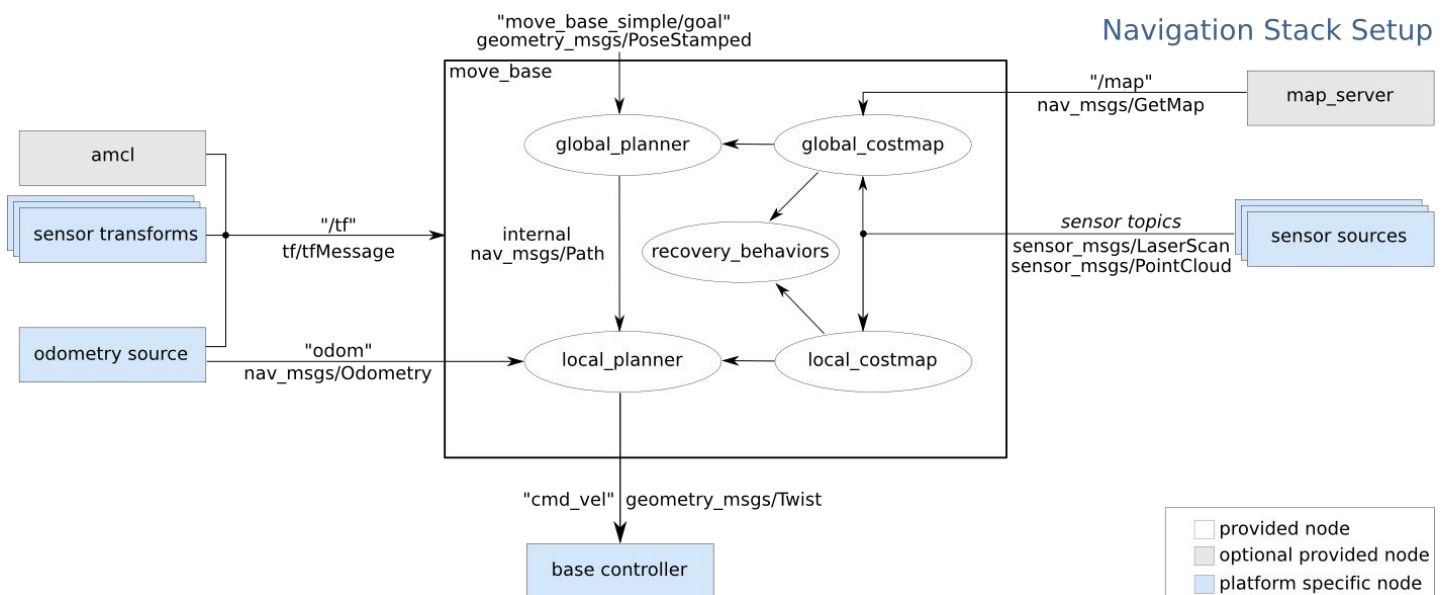 Navigation Stack Setup
"move_base_simple/goal"
geometry_msgs/PoseStamped
move_base
"/map"
nav_msgs/GetMap
map_server
amcl
global_planner
global_costmap
sensor transforms
"/tf"
tf/tfMessage
internal
nav_msgs/Path
recovery_behaviors
sensor topics
sensor_msgs/LaserScan
sensor_msgs/PointCloud
sensor sources
odometry source
"odom"
nav_msgs/Odometry
local_planner
local_costmap
"cmd_vel" geometry_msgs/Twist
base controller
provided node
optional provided node
platform specific node